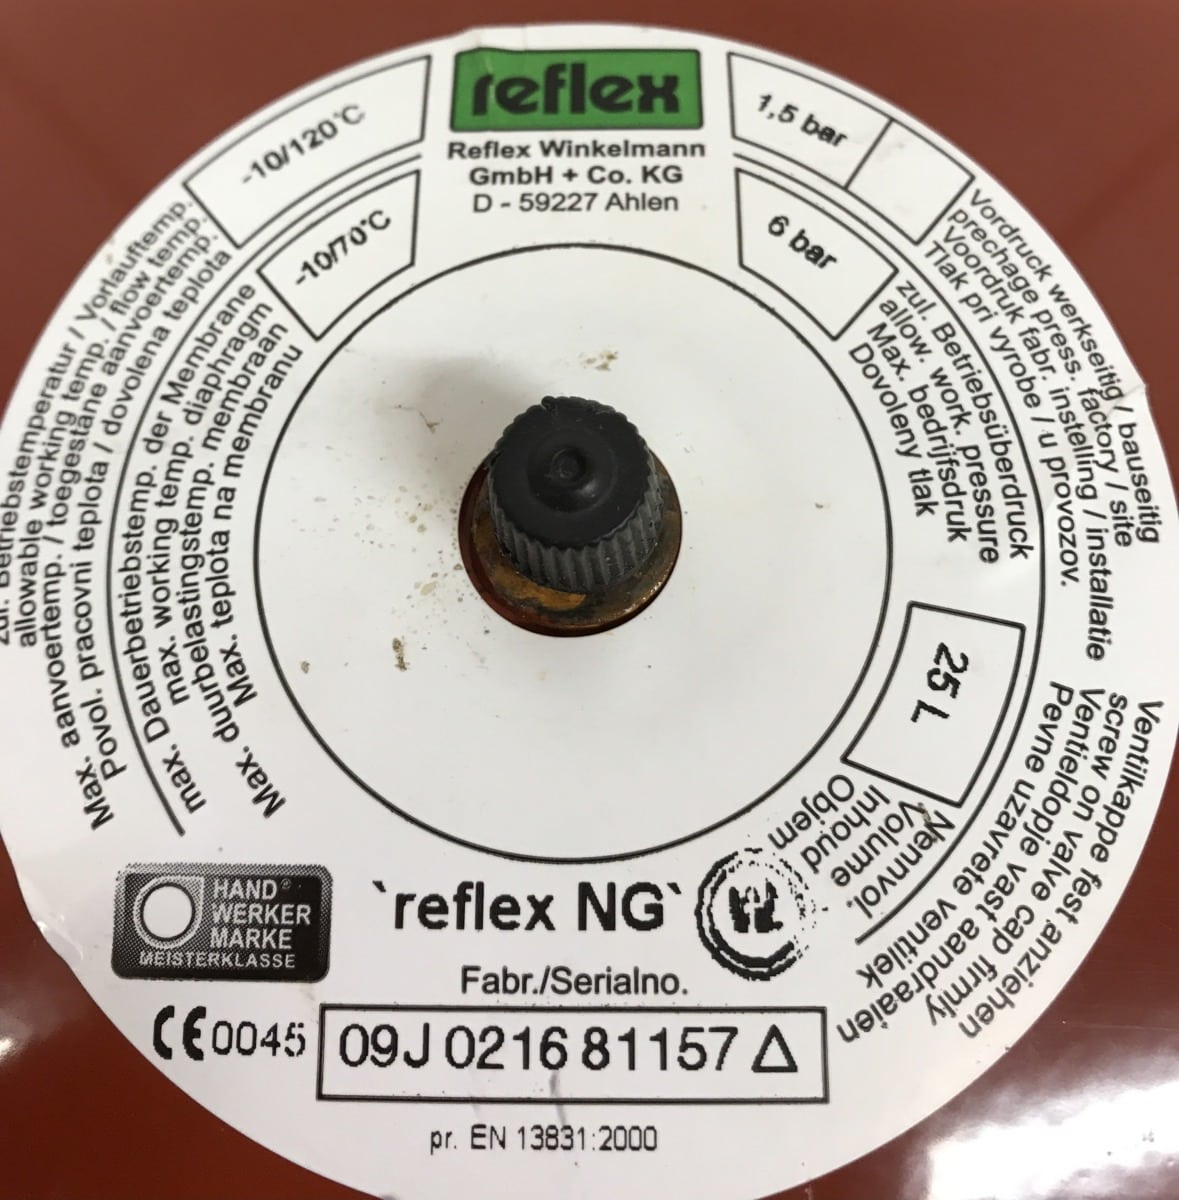 reflex
Reflex Winkelmann
GmbH + Co. KG
D - 59227 Ahlen
-10/120°C
-10/70°C
1,5 bar
6 bar
zul. Betriebstemperatur / Vorlauftemp.
allowable working temp. / flow temp.
Max. aanvoertemp. / toegestane aanvoertemp.
Povol. pracovni teplota / dovolena teplota
max. Dauerbetriebstemp. der Membrane
max. working temp. diaphragm
Max. duurbelastingstemp. membraan
Max. teplota na membranu
Vordruck werkseitig / bauseitig
prechage press. factory / site
Voordruk fabr. instelling / installatie
Tlak pri vyrobe / u provozov.
zul. Betriebsüberdruck
allow. work. pressure
Max. bedrijfsdruk
Dovoleny tlak
25 L
Nennvol.
Volume
Inhoud
Objem
Ventilkappe fest anziehen
screw on valve cap firmly
Ventieldopje vast aandraaien
Pevne uzavrete ventilek
HAND®
WERKER
MARKE
MEISTERKLASSE
`reflex NG`
Fabr./Serialno.
CE 0045
09J 0216 81157 △
pr. EN 13831:2000